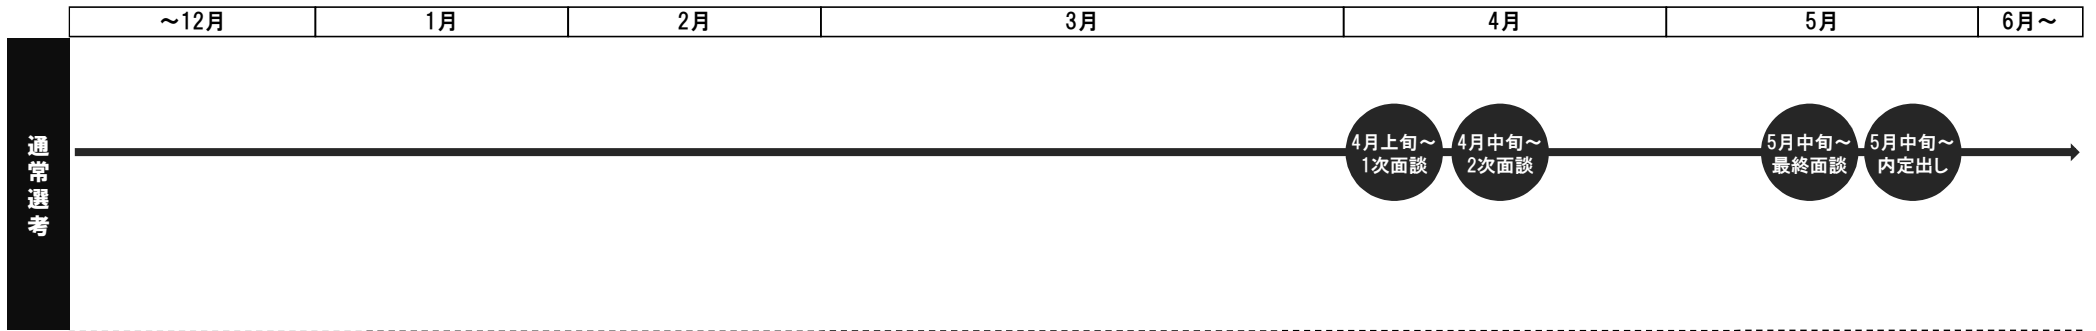 ～12月
1月
2月
3月
4月
5月
6月～
通常選考
4月上旬～
1次面談
4月中旬～
2次面談
5月中旬～
最終面談
5月中旬～
内定出し